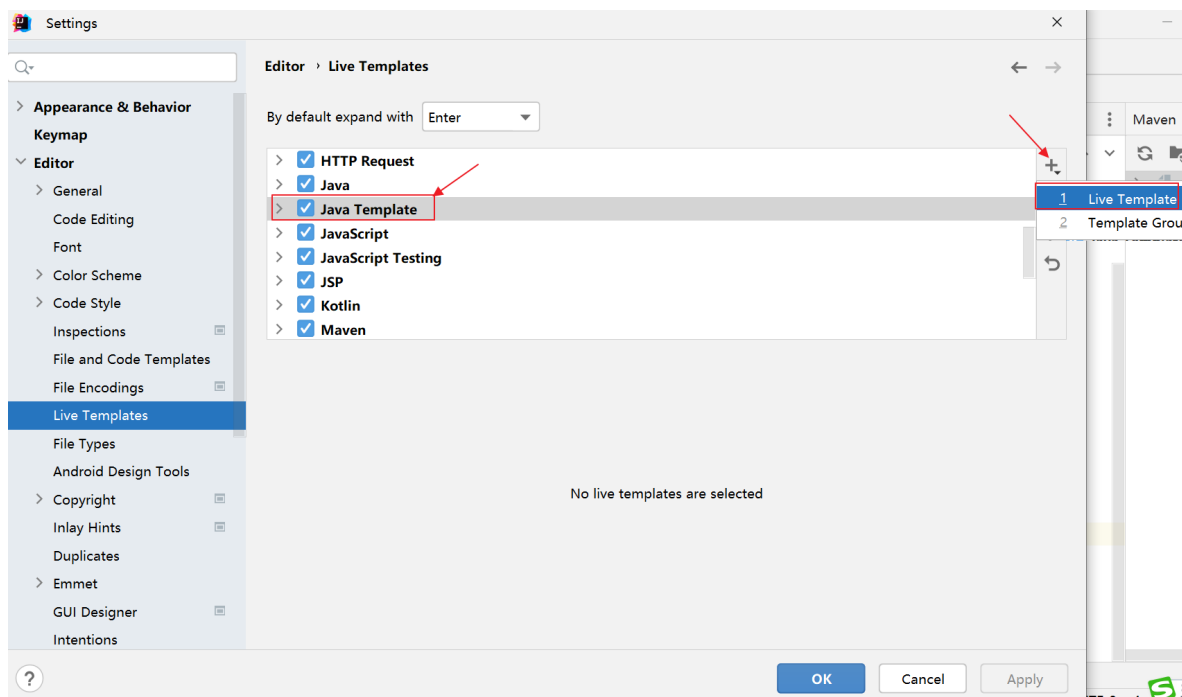 Settings
Editor › Live Templates
Appearance & Behavior
Keymap
Editor
General
Code Editing
Font
Color Scheme
Code Style
Inspections
File and Code Templates
File Encodings
Live Templates
File Types
Android Design Tools
Copyright
Inlay Hints
Duplicates
Emmet
GUI Designer
Intentions
By default expand with Enter
HTTP Request
Java
Java Template
JavaScript
JavaScript Testing
JSP
Kotlin
Maven
No live templates are selected
Maven
1 Live Template
2 Template Grou
? OK Cancel Apply